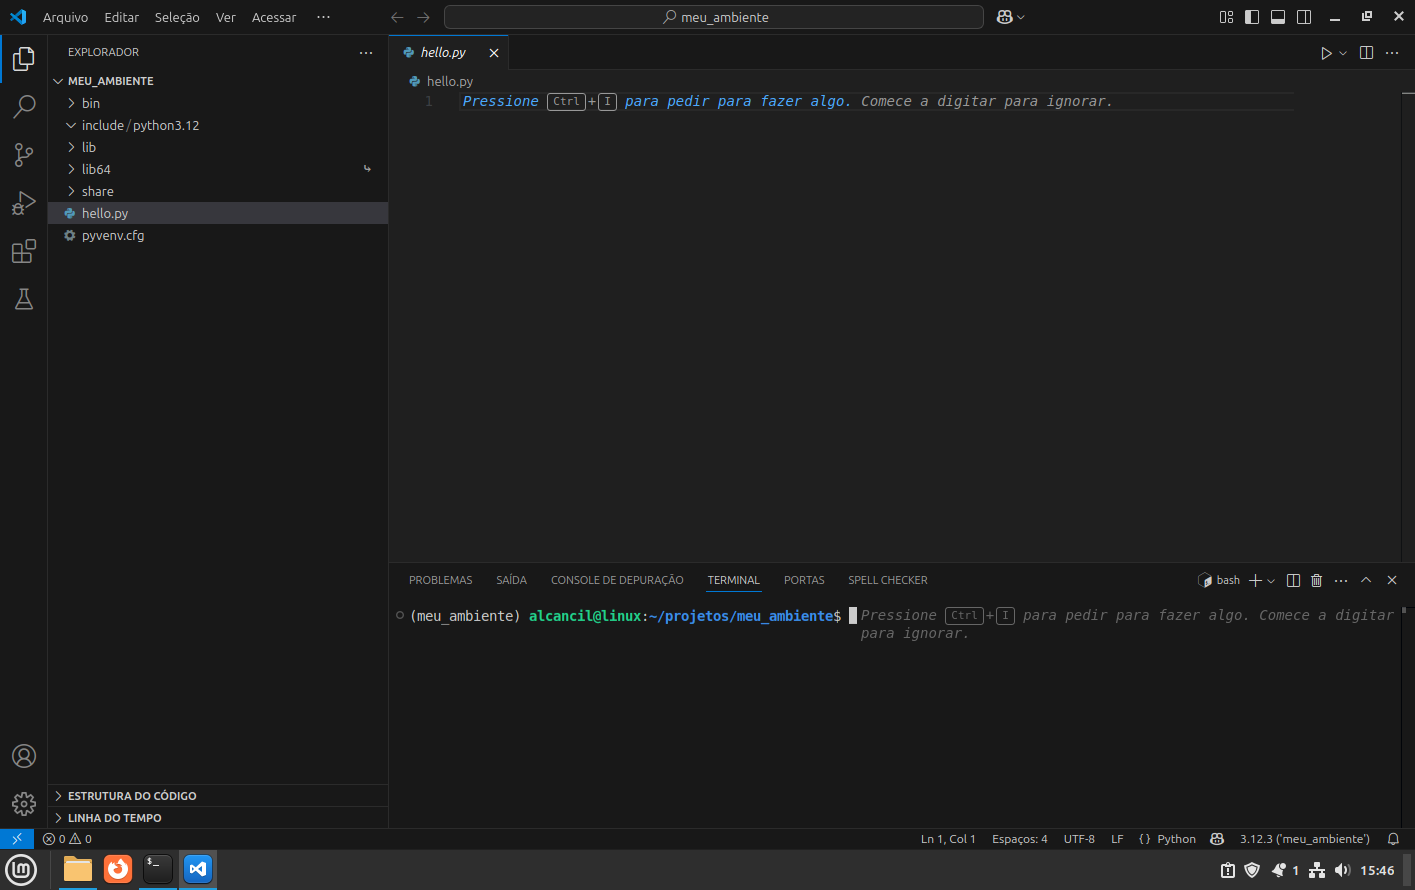 Arquivo Editar Seleção Ver Acessar ··· meu_ambiente
EXPLORADOR ···
MEU_AMBIENTE
bin
include/python3.12
lib
lib64
share
hello.py
pyvenv.cfg
ESTRUTURA DO CÓDIGO
LINHA DO TEMPO
hello.py
hello.py
1 Pressione Ctrl+I para pedir para fazer algo. Comece a digitar para ignorar.
PROBLEMAS SAÍDA CONSOLE DE DEPURAÇÃO TERMINAL PORTAS SPELL CHECKER bash
(meu_ambiente) alcancil@linux:~/projetos/meu_ambiente$ Pressione Ctrl+I para pedir para fazer algo. Comece a digitar
para ignorar.
0 0 Ln 1, Col 1 Espaços: 4 UTF-8 LF {} Python 3.12.3 ('meu_ambiente')
1 15:46